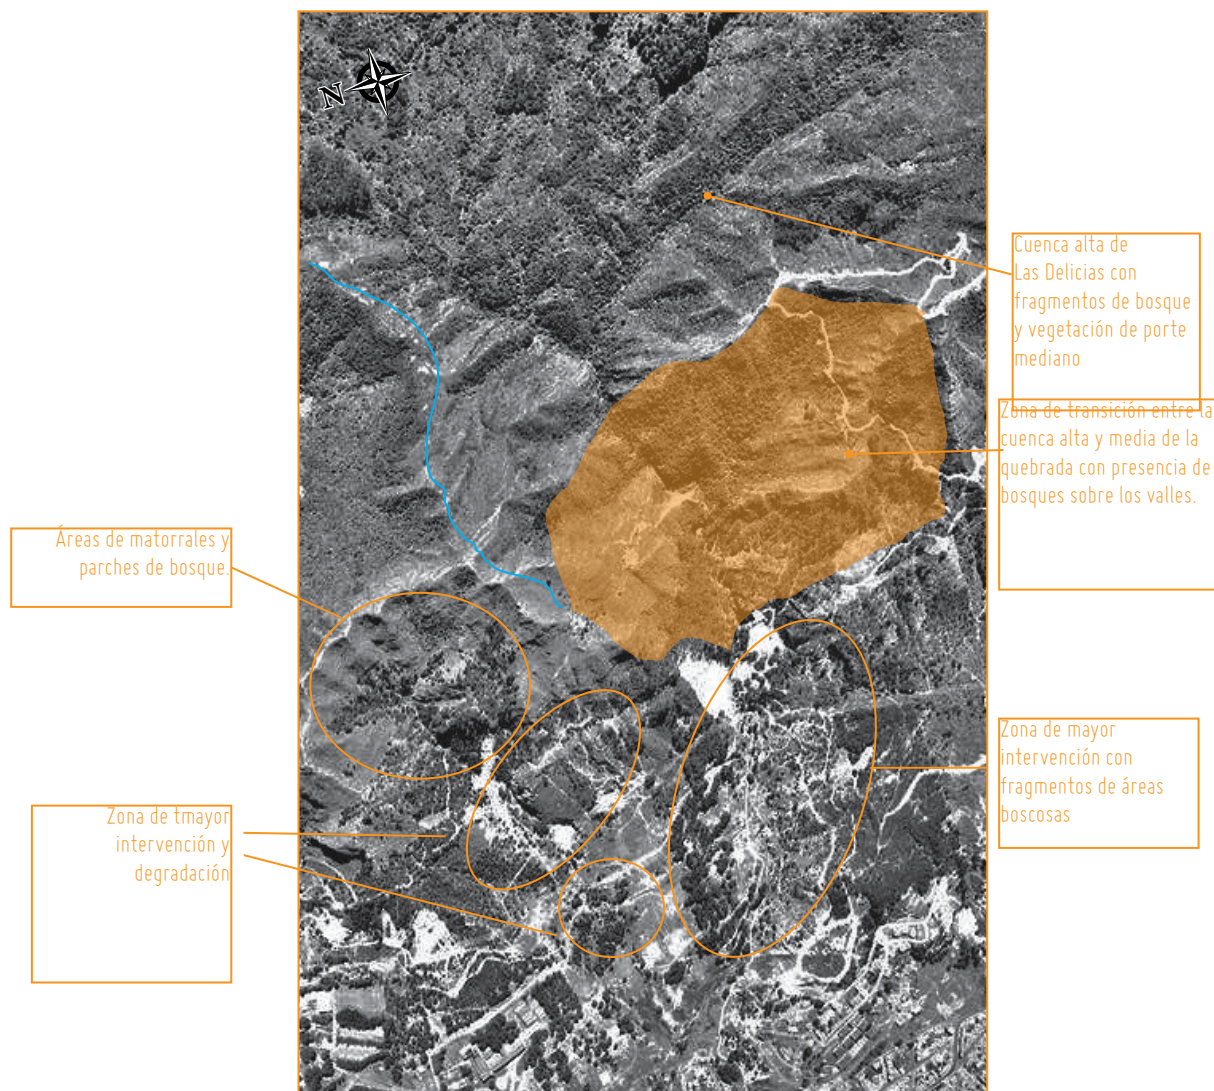 N
Cuenca alta de
Las Delicias con
fragmentos de bosque
y vegetación de porte
mediano
Zona de transición entre la
cuenca alta y media de la
quebrada con presencia de
bosques sobre los valles.
Áreas de matorrales y
parches de bosque.
Zona de mayor
intervención con
fragmentos de áreas
boscosas
Zona de tmayor
intervención y
degradación